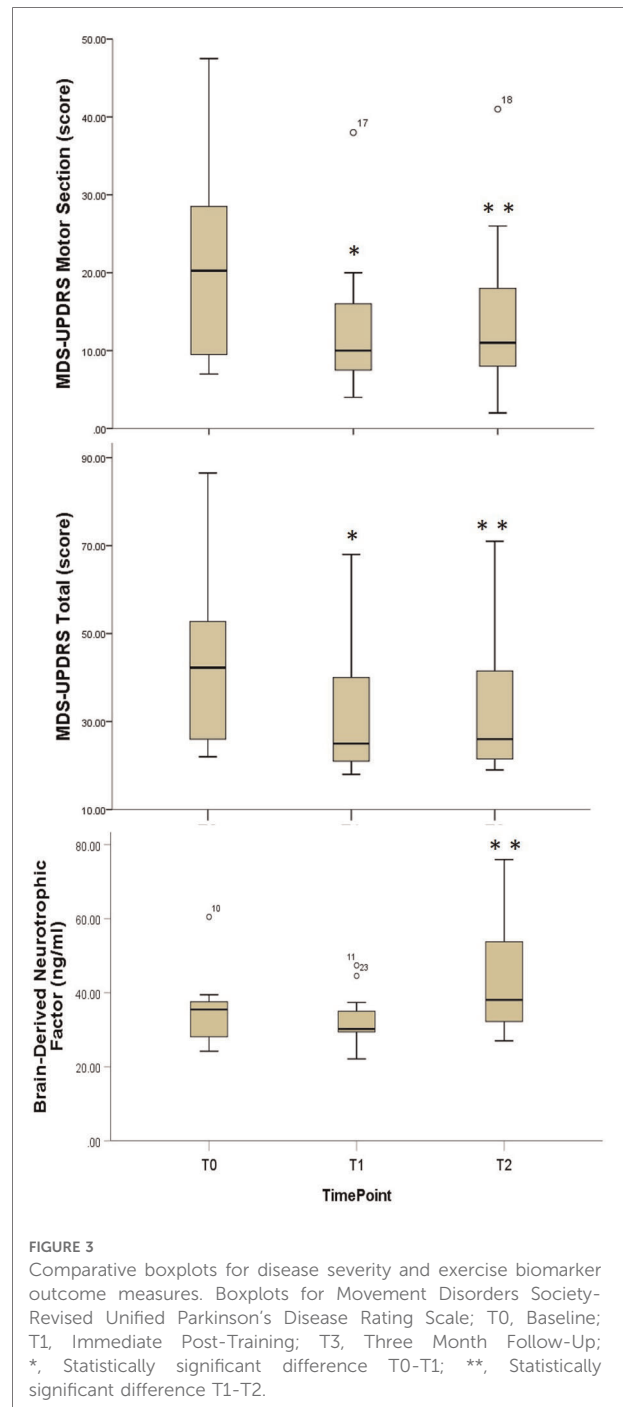 50.00
40.00
30.00
20.00
10.00
.00
MDS-UPDRS Motor Section (score)
17
*
18
* *
90.00
70.00
50.00
30.00
10.00
MDS-UPDRS Total (score)
*
* *
80.00
60.00
40.00
20.00
.00
Brain-Derived Neurotrophic
Factor (ng/ml)
10
11
23
* *
T0
T1
T2
TimePoint
FIGURE 3
Comparative boxplots for disease severity and exercise biomarker
outcome measures. Boxplots for Movement Disorders Society-
Revised Unified Parkinson's Disease Rating Scale; T0, Baseline;
T1, Immediate Post-Training; T3, Three Month Follow-Up;
*, Statistically significant difference T0-T1; **, Statistically
significant difference T1-T2.